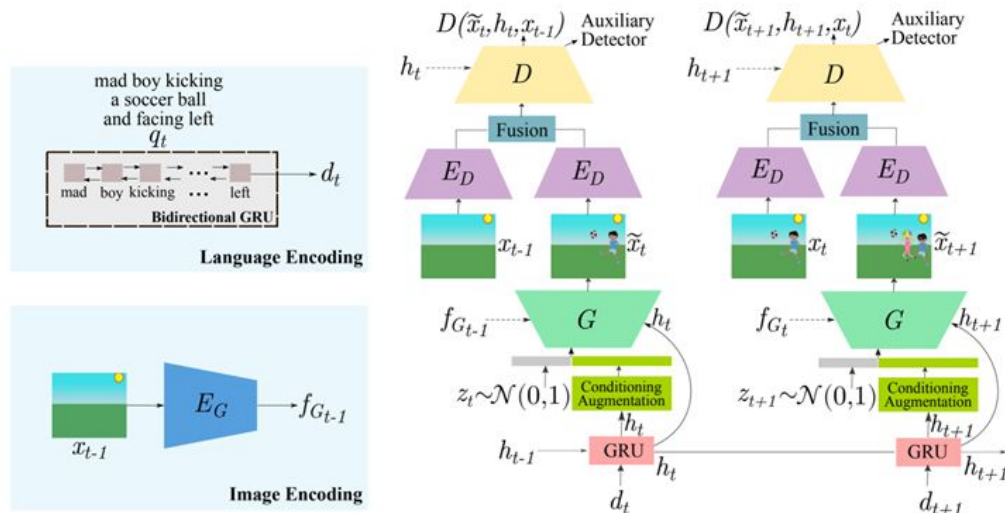 mad boy kicking
a soccer ball
and facing left
q_t
mad boy kicking ... left
d_t
Bidirectional GRU
Language Encoding
x_{t-1}
E_G
f_{G_{t-1}}
Image Encoding
D(x̃_t,h_t,x_{t-1})
Auxiliary
Detector
h_t
D
Fusion
E_D
E_D
x_{t-1}
x̃_t
f_{G_{t-1}}
G
h_t
z_t~N(0,1)
Conditioning
Augmentation
h_t
h_{t-1}
GRU
h_t
d_t
D(x̃_{t+1},h_{t+1},x_t)
Auxiliary
Detector
h_{t+1}
D
Fusion
E_D
E_D
x_t
x̃_{t+1}
f_{G_t}
G
h_{t+1}
z_{t+1}~N(0,1)
Conditioning
Augmentation
h_{t+1}
GRU
h_{t+1}
d_{t+1}